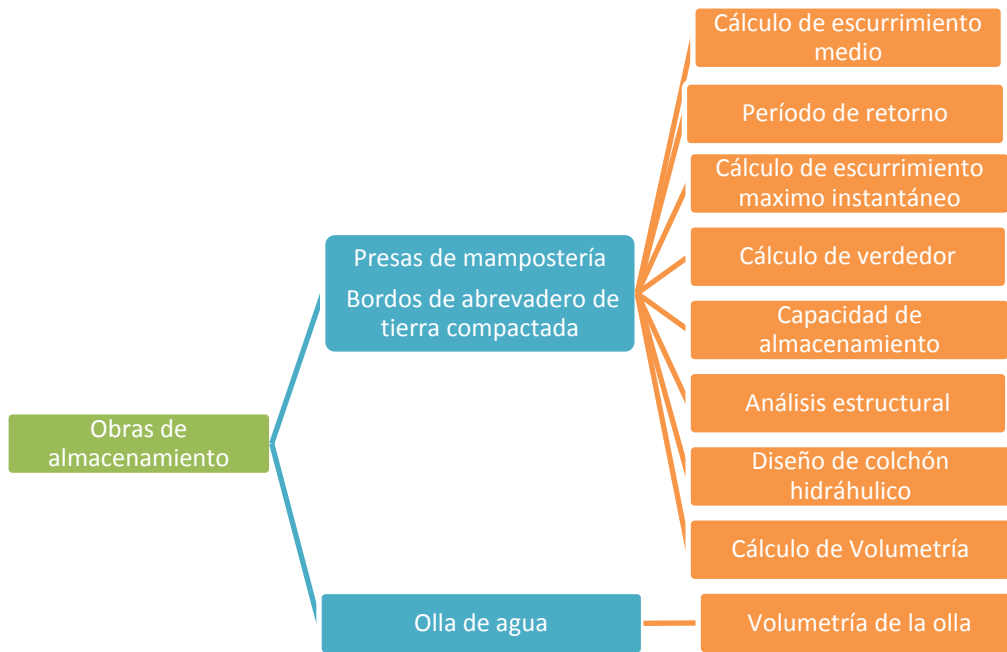 Obras de
almacenamiento
Presas de mampostería
Bordos de abrevadero de
tierra compactada
Olla de agua
Cálculo de escurrimiento
medio
Período de retorno
Cálculo de escurrimiento
maximo instantáneo
Cálculo de verdedor
Capacidad de
almacenamiento
Análisis estructural
Diseño de colchón
hidráhulico
Cálculo de Volumetría
Volumetría de la olla